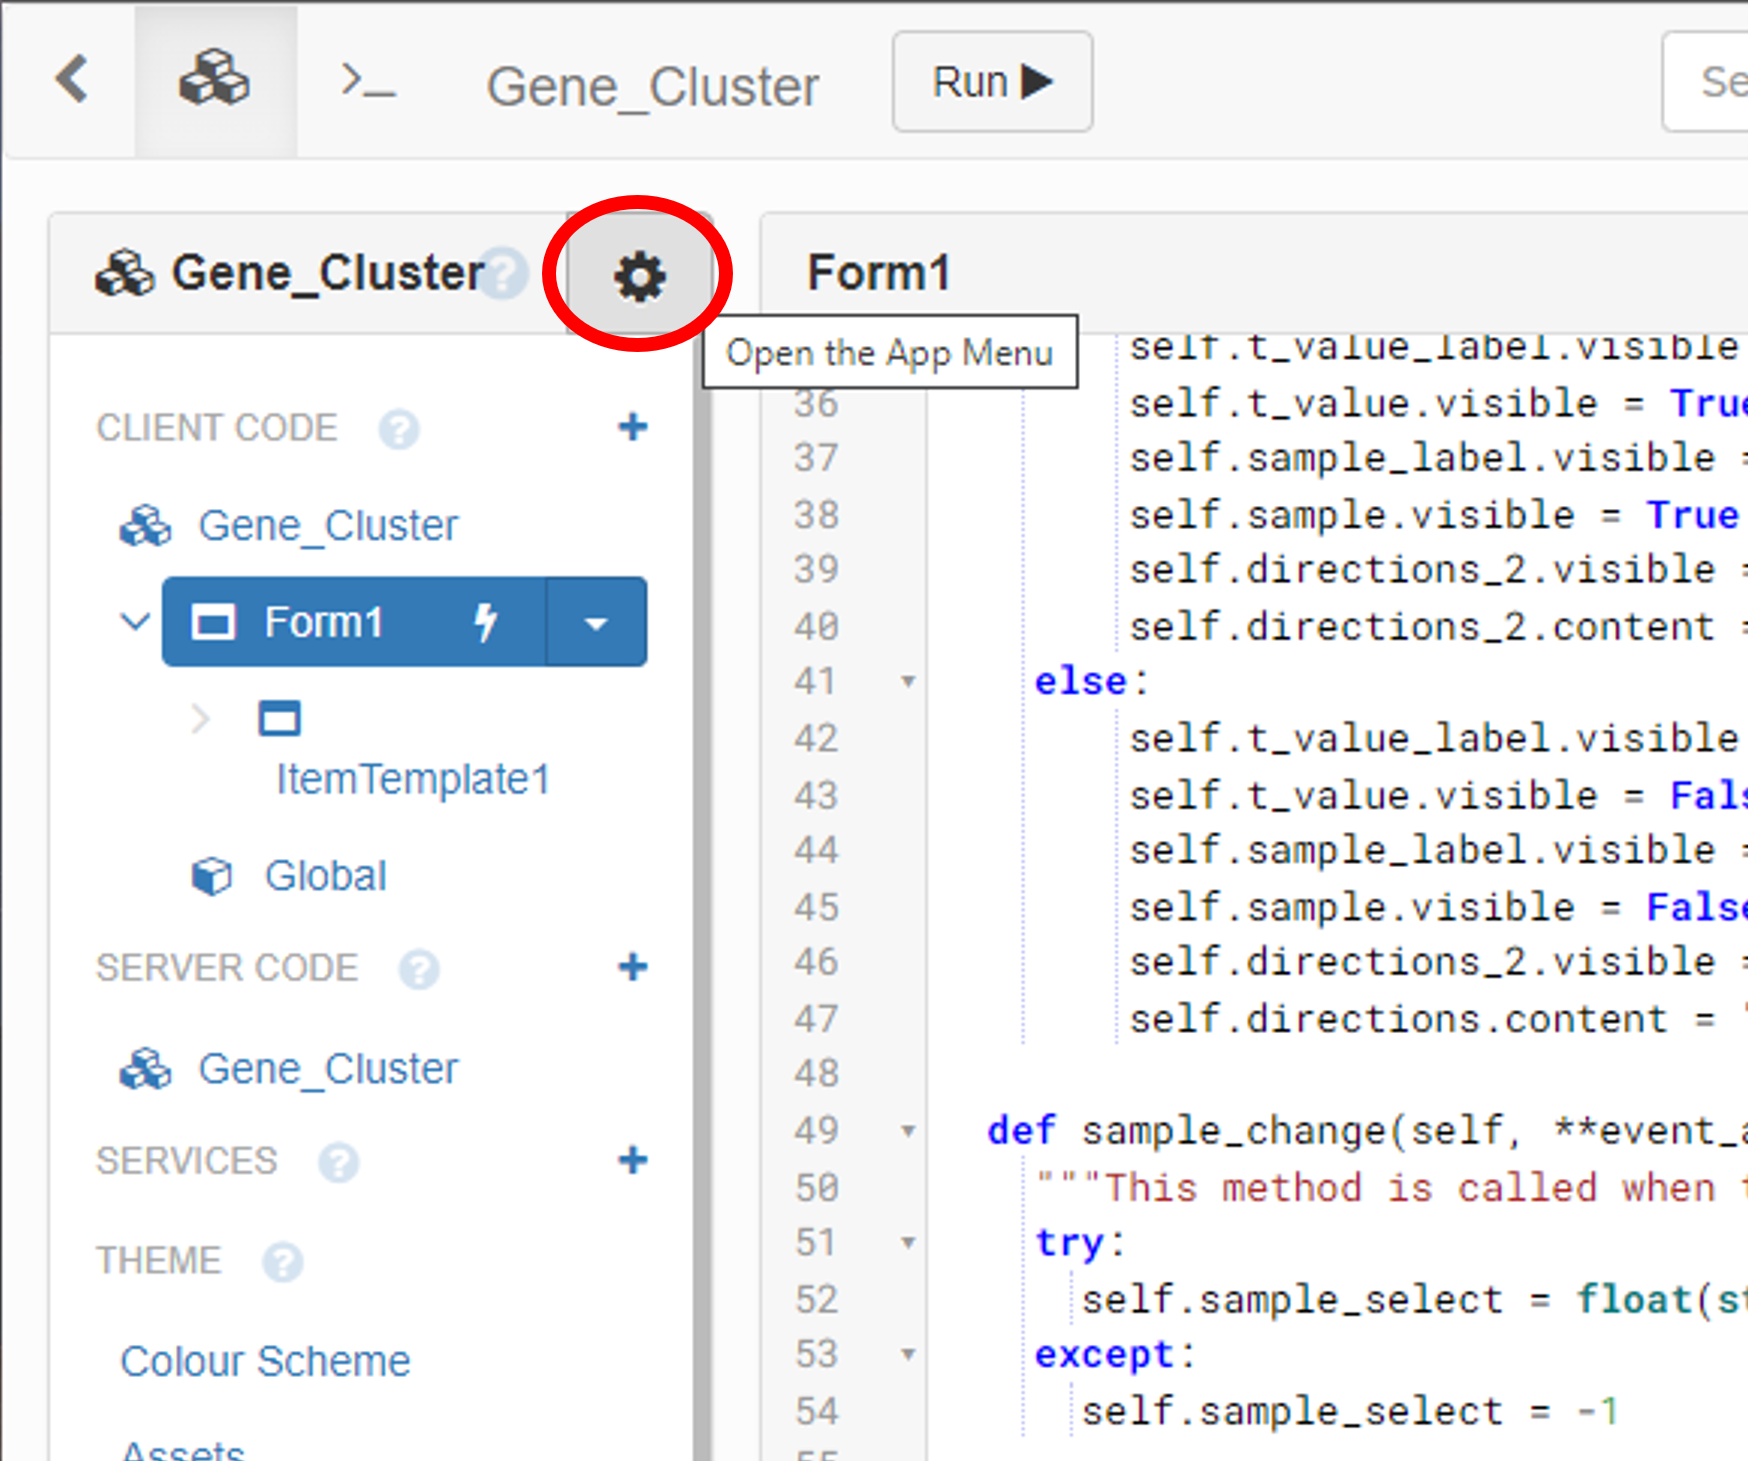 Gene_Cluster
Run
Se
Gene_Cluster
Form1
Open the App Menu
CLIENT CODE
Gene_Cluster
Form1
ItemTemplate1
Global
SERVER CODE
Gene_Cluster
SERVICES
THEME
Colour Scheme
Assets
self.t_value_label.visible
36 self.t_value.visible = True
37 self.sample_label.visible =
38 self.sample.visible = True
39 self.directions_2.visible =
40 self.directions_2.content =
41 else:
42 self.t_value_label.visible
43 self.t_value.visible = Fals
44 self.sample_label.visible =
45 self.sample.visible = False
46 self.directions_2.visible =
47 self.directions.content = '
48
49 def sample_change(self, **event_a
50 """This method is called when t
51 try:
52 self.sample_select = float(st
53 except:
54 self.sample_select = -1
55